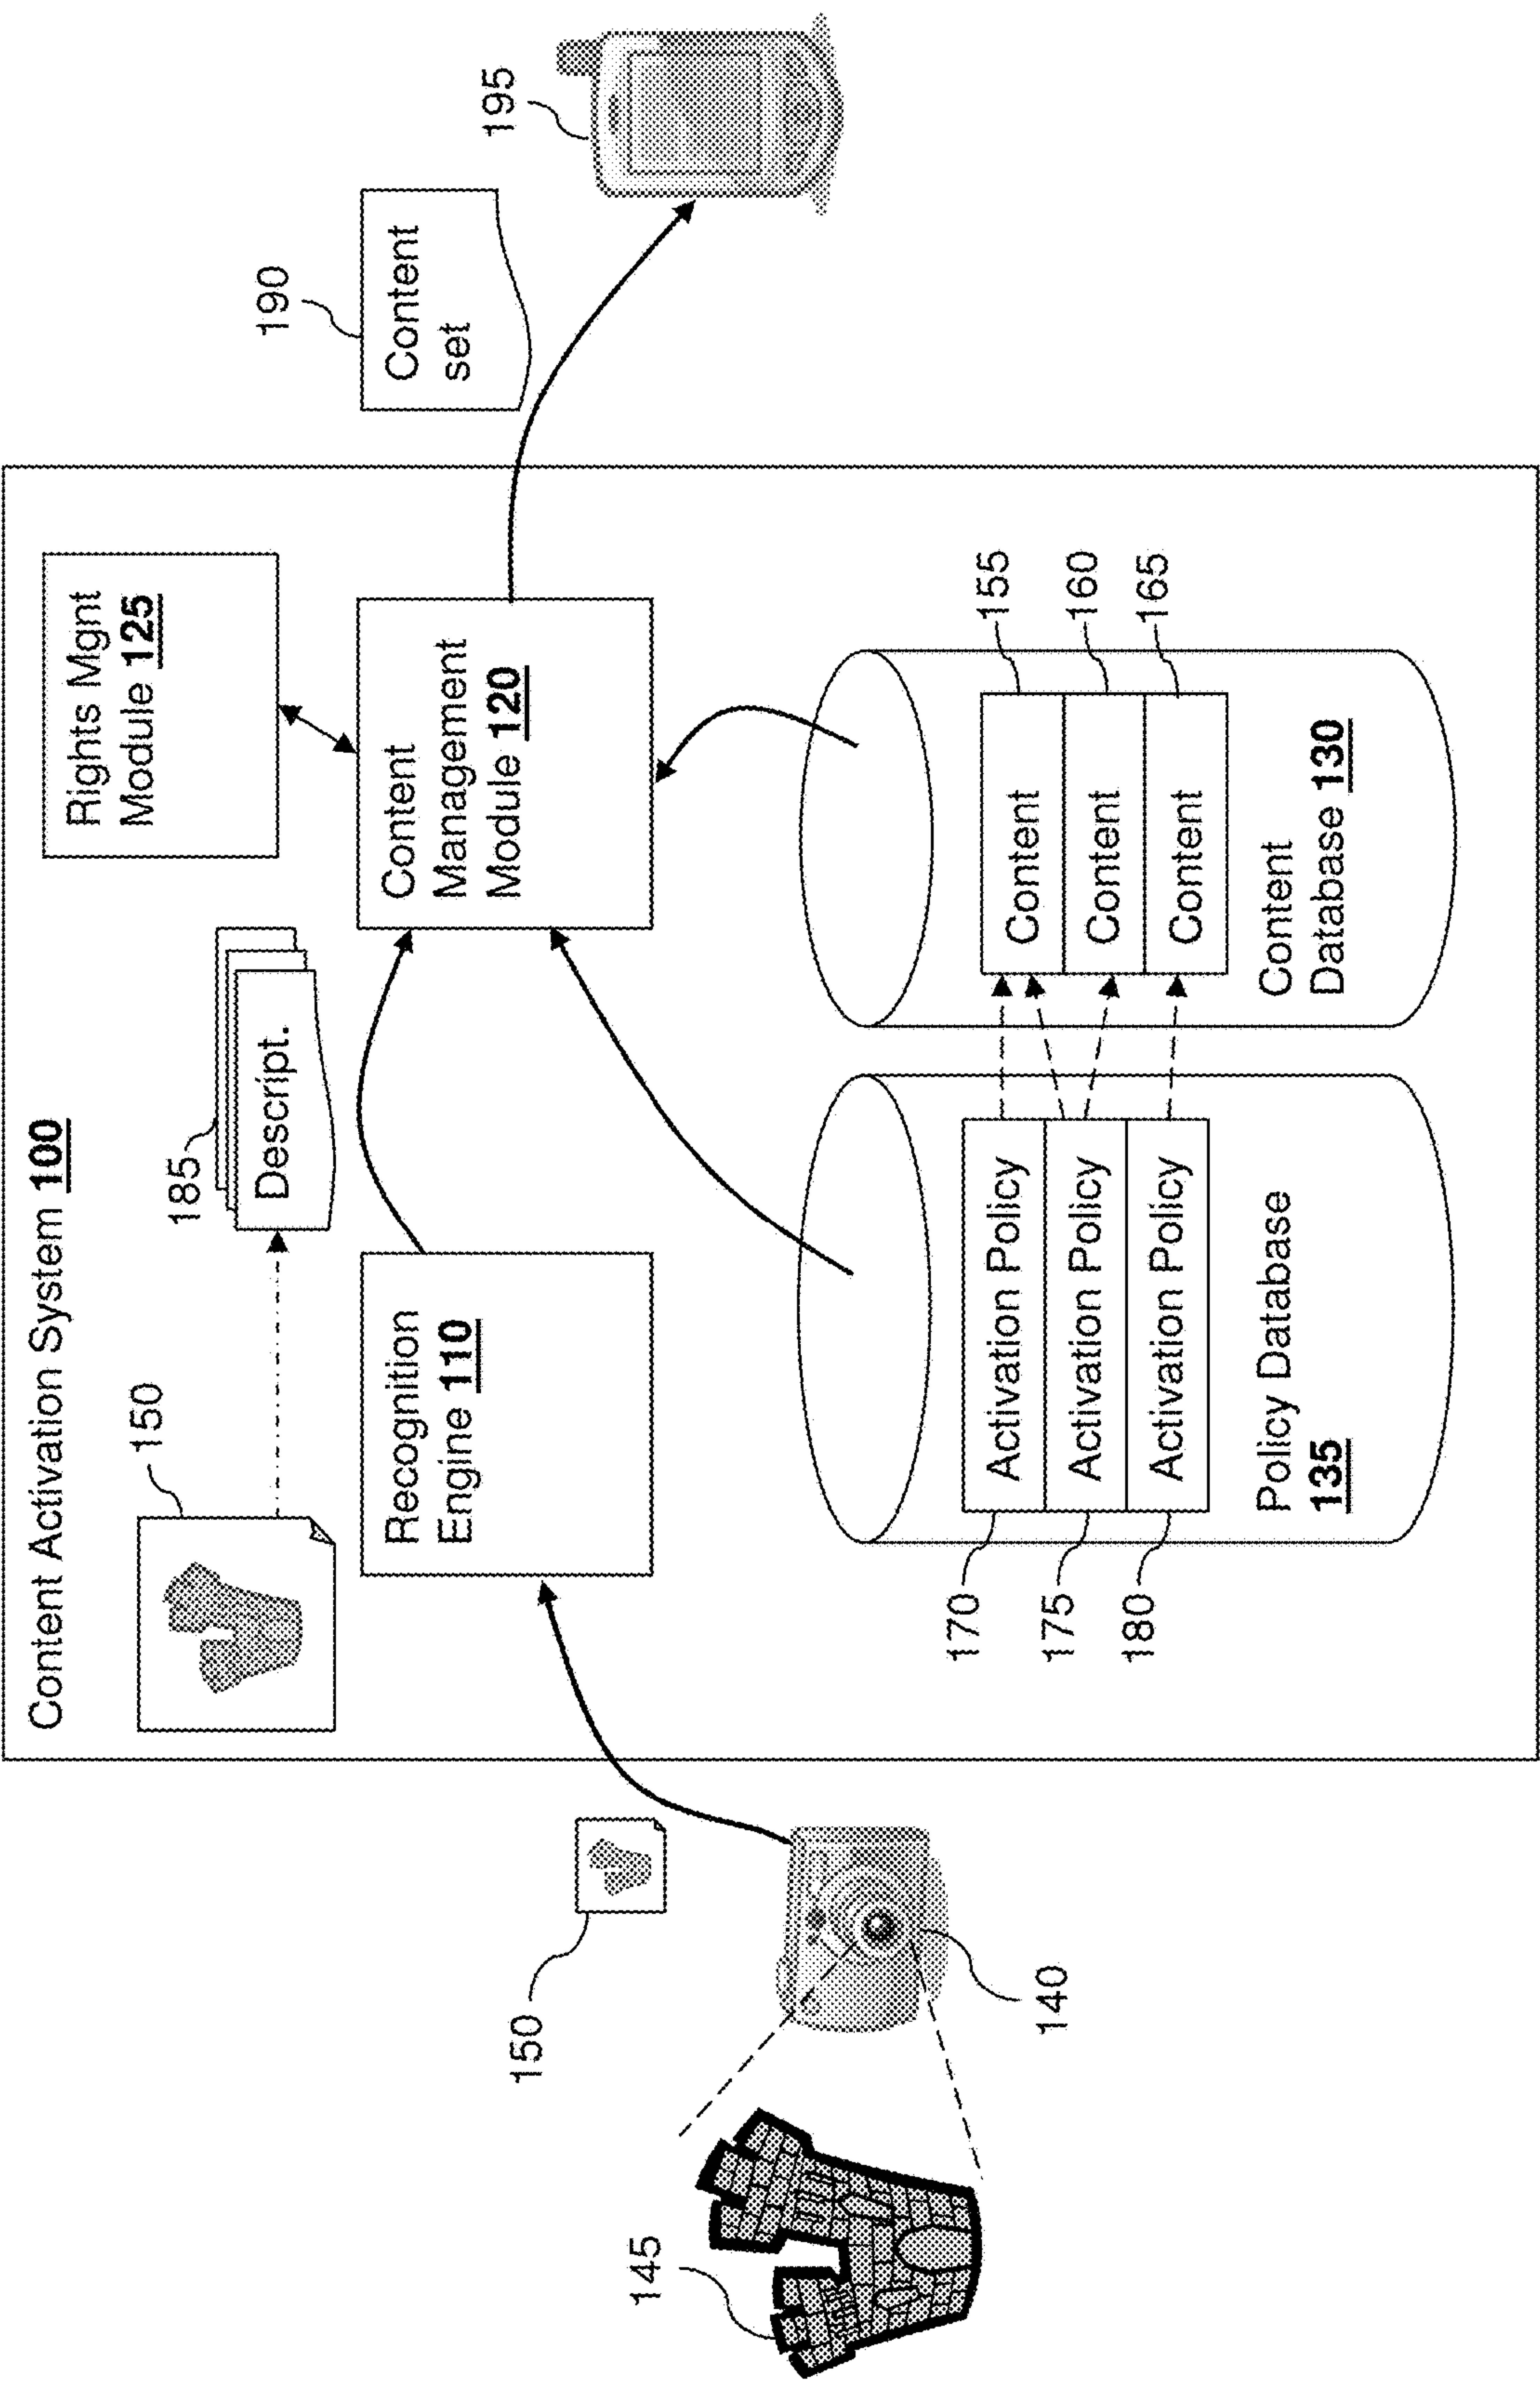 Content Activation System 100
150
185
Descript.
Rights Mgnt
Module 125
190
Content
set
195
Recognition
Engine 110
Content
Management
Module 120
150
145
140
170
175
180
Activation Policy
Activation Policy
Activation Policy
Policy Database
135
Content
Content
Content
155
160
165
Content
Database 130